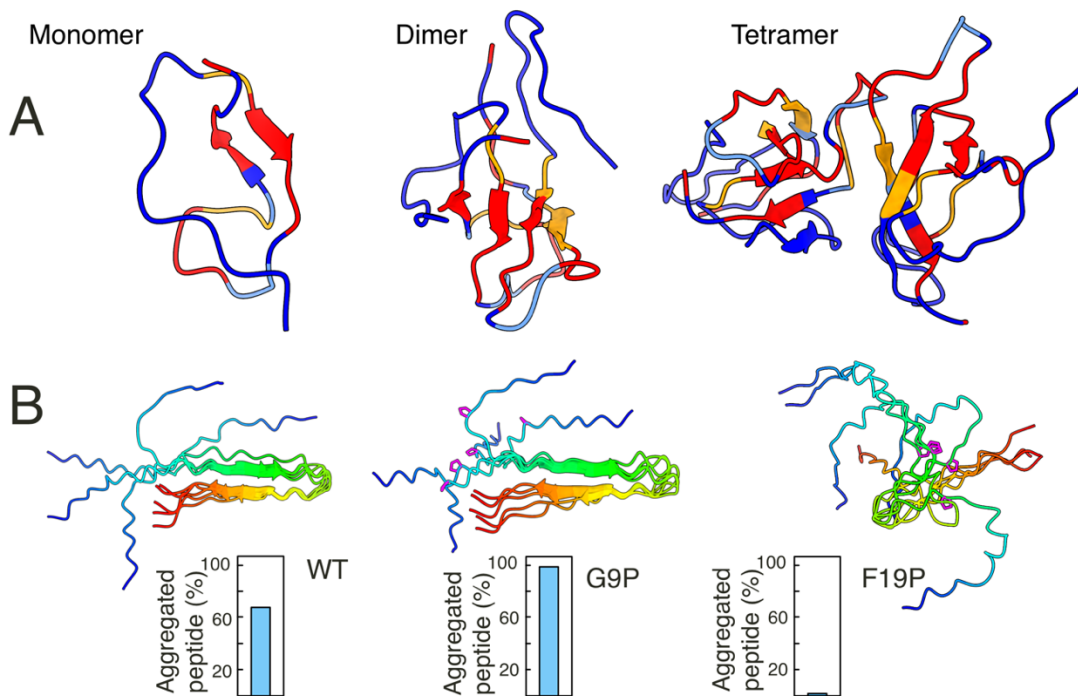 Monomer
Dimer
Tetramer
A
B
Aggregated
peptide (%)
100
60
20
WT
Aggregated
peptide (%)
100
60
20
G9P
Aggregated
peptide (%)
100
60
20
F19P